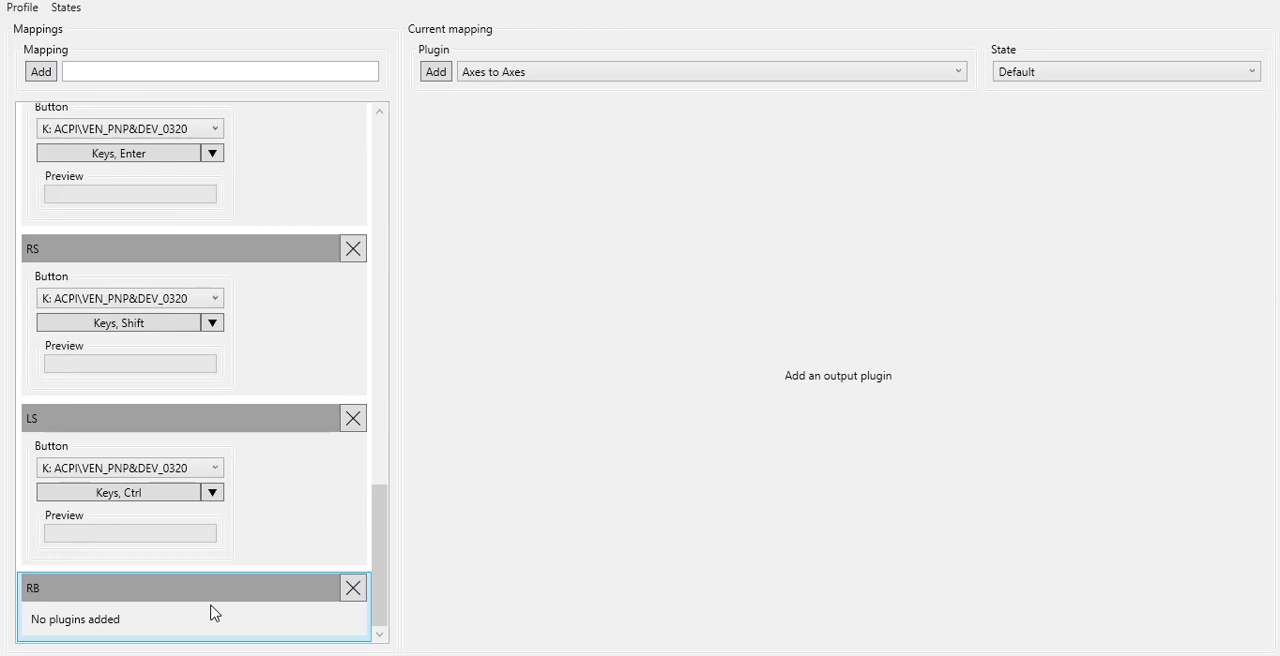 Profile States
Mappings
Mapping
Add
Button
K: ACPI\VEN_PNP&DEV_0320
Keys, Enter
Preview
RS
Button
K: ACPI\VEN_PNP&DEV_0320
Keys, Shift
Preview
LS
Button
K: ACPI\VEN_PNP&DEV_0320
Keys, Ctrl
Preview
RB
No plugins added
Current mapping
Plugin
Add Axes to Axes
State
Default
Add an output plugin